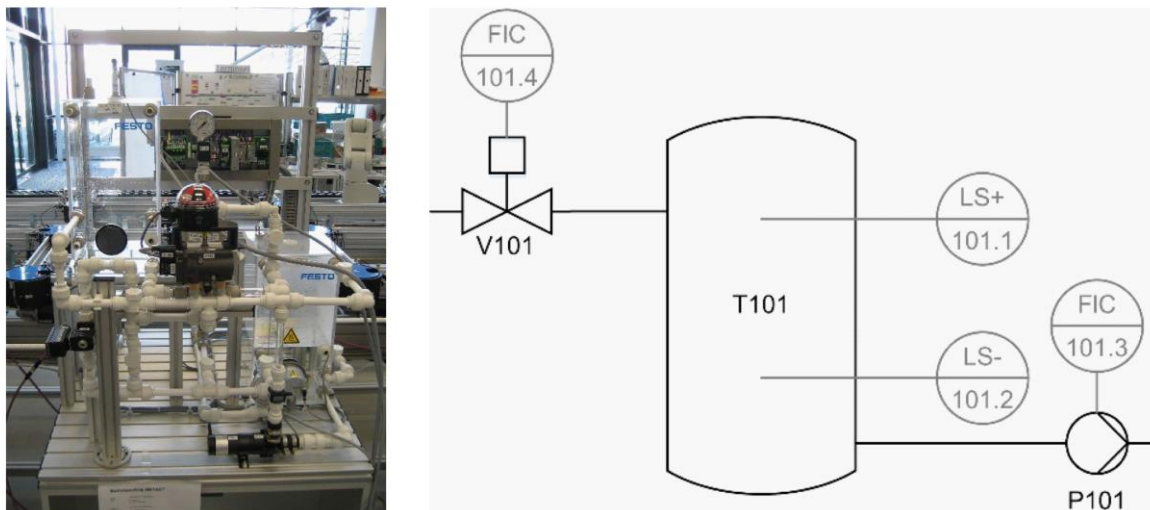 FESTO
FESTO
FIC
101.4
V101
LS+
101.1
T101
FIC
101.3
LS-
101.2
P101